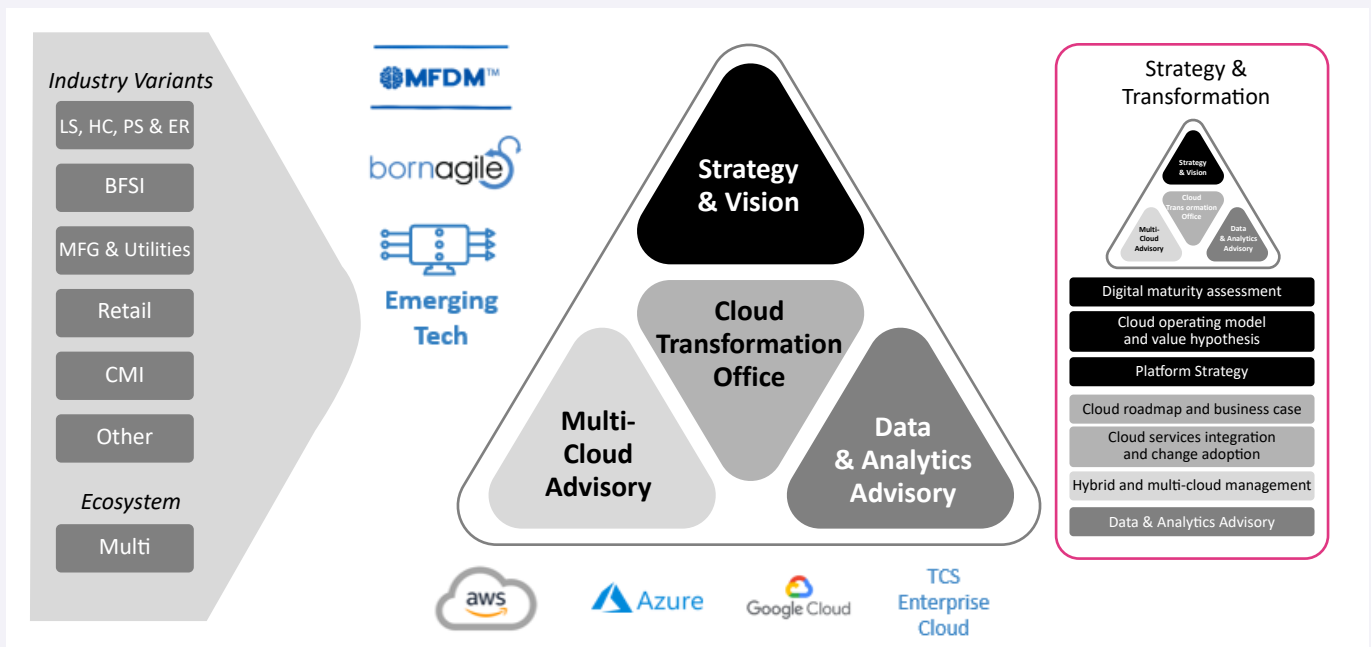 Industry Variants
LS, HC, PS & ER
BFSI
MFG & Utilities
Retail
CMI
Other
Ecosystem
Multi
MFDM™
bornagile
Emerging
Tech
Strategy
& Vision
Cloud
Transformation
Office
Multi-
Cloud
Advisory
Data
& Analytics
Advisory
aws
Azure
Google Cloud
TCS
Enterprise
Cloud
Strategy &
Transformation
Strategy
& Vision
Cloud
Trans ormation
Office
Multi-
Cloud
Advisory
Data
& Analytics
Advisory
Digital maturity assessment
Cloud operating model
and value hypothesis
Platform Strategy
Cloud roadmap and business case
Cloud services integration
and change adoption
Hybrid and multi-cloud management
Data & Analytics Advisory